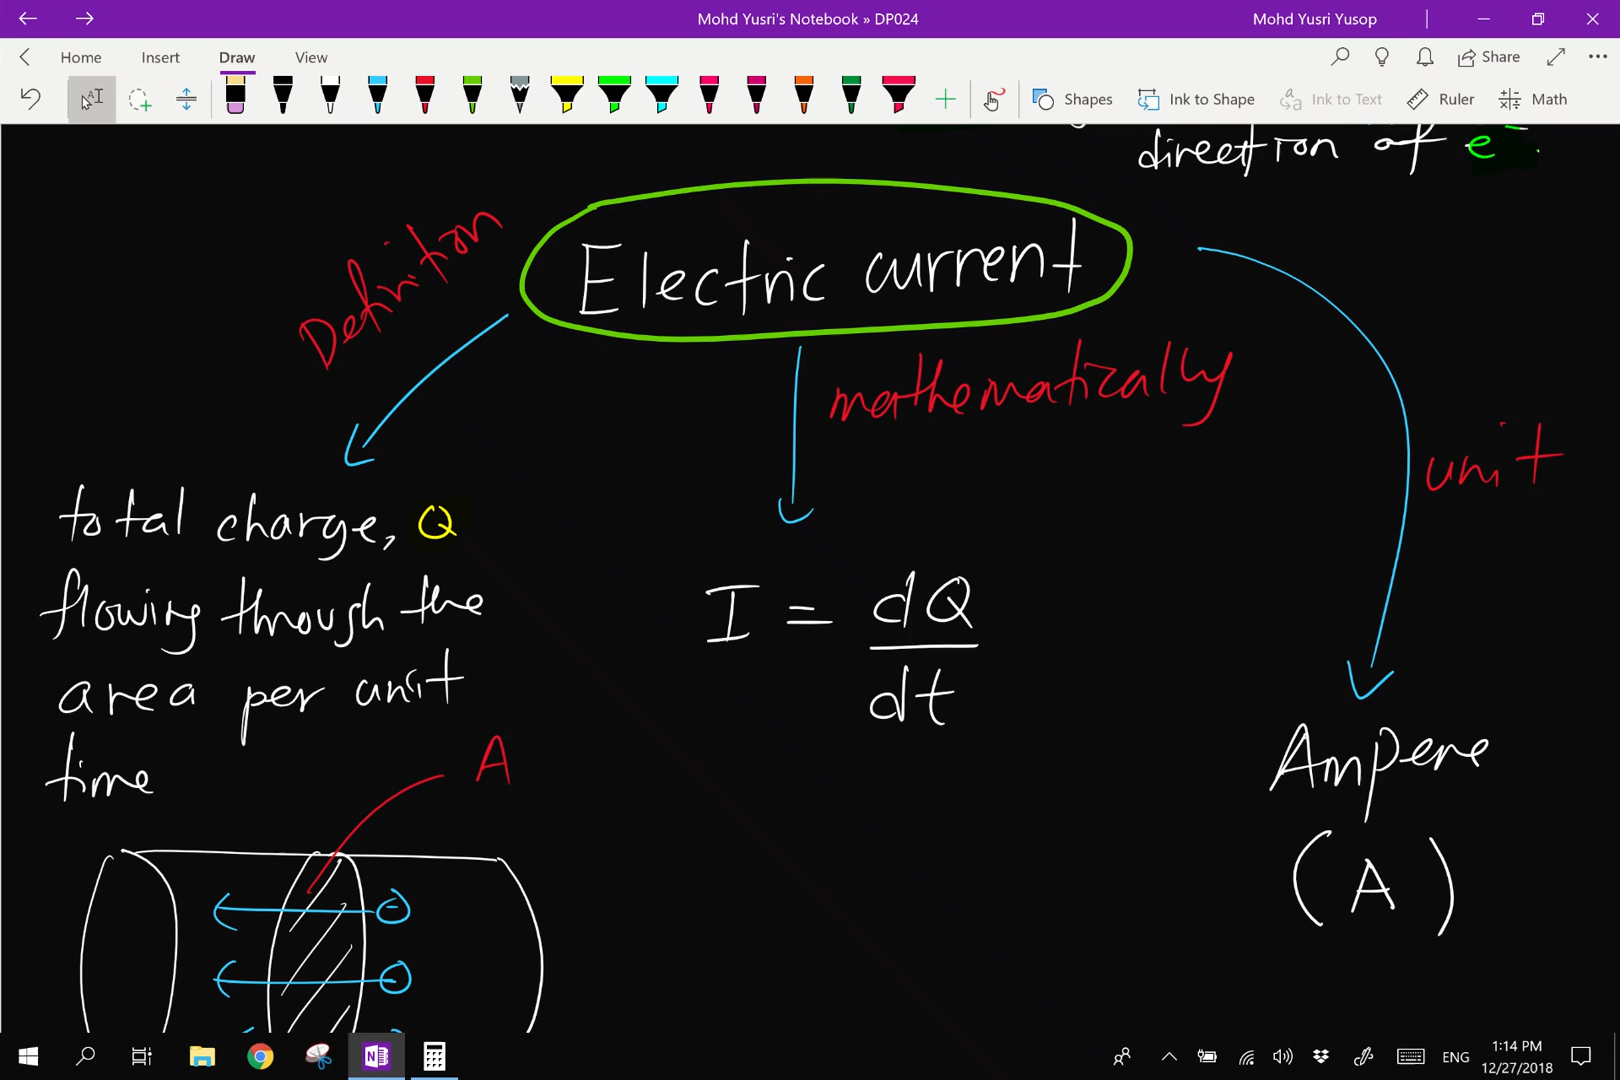 Mohd Yusri's Notebook » DP024
Mohd Yusri Yusop
Home Insert Draw View
Share
Shapes Ink to Shape Ink to Text Ruler Math
direction of e⁻.
Electric current
Definition
mathematically
unit
total charge, Q
flowing through the
area per unit
time
I = dQ
dt
Ampere
(A)
A
ENG
1:14 PM
12/27/2018